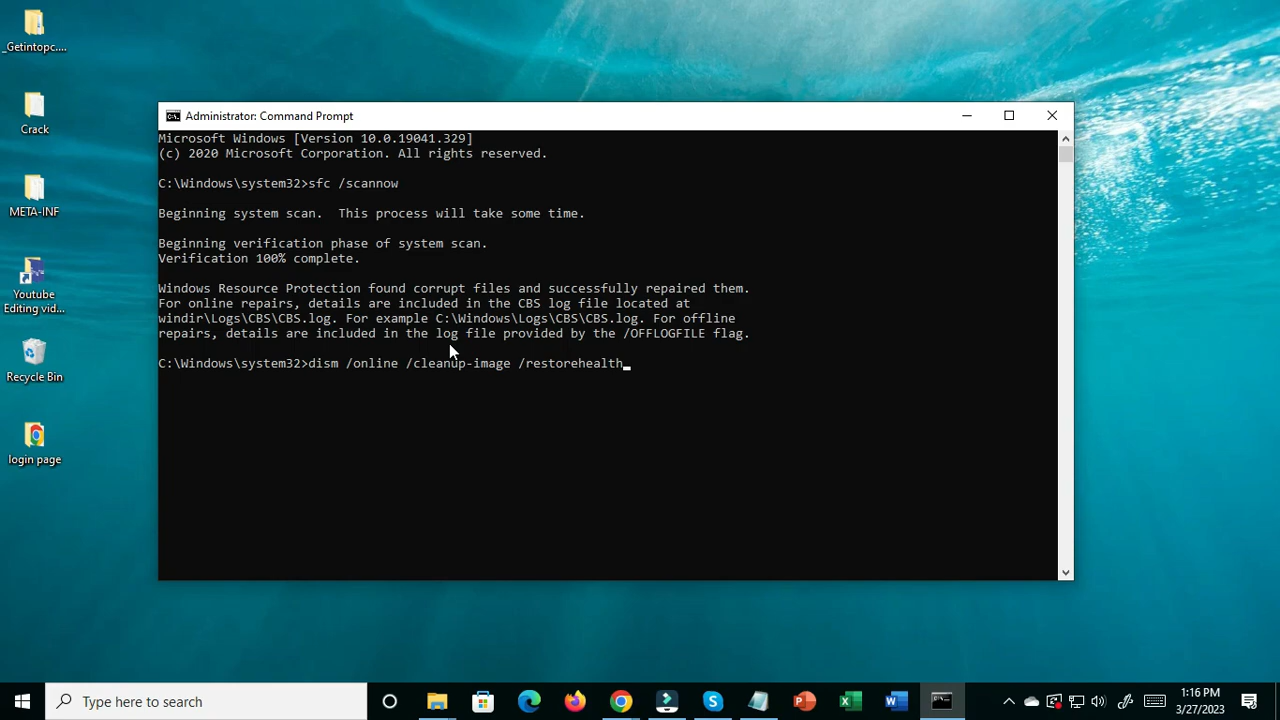 _Getintopc....
Crack
META-INF
Youtube
Editing vid...
Recycle Bin
login page
Administrator: Command Prompt
Microsoft Windows [Version 10.0.19041.329]
(c) 2020 Microsoft Corporation. All rights reserved.
C:\Windows\system32>sfc /scannow
Beginning system scan.  This process will take some time.
Beginning verification phase of system scan.
Verification 100% complete.
Windows Resource Protection found corrupt files and successfully repaired them.
For online repairs, details are included in the CBS log file located at
windir\Logs\CBS\CBS.log. For example C:\Windows\Logs\CBS\CBS.log. For offline
repairs, details are included in the log file provided by the /OFFLOGFILE flag.
C:\Windows\system32>dism /online /cleanup-image /restorehealth
Type here to search
1:16 PM
3/27/2023